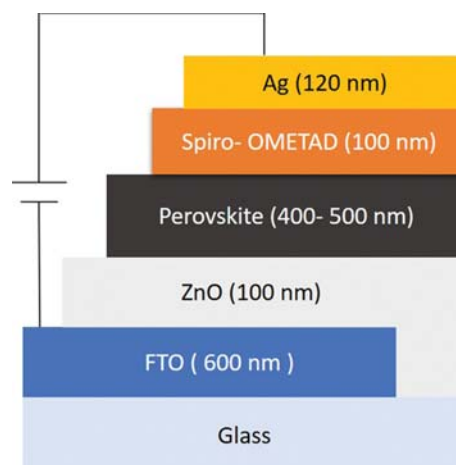 Ag (120 nm)
Spiro- OMETAD (100 nm)
Perovskite (400- 500 nm)
ZnO (100 nm)
FTO ( 600 nm )
Glass